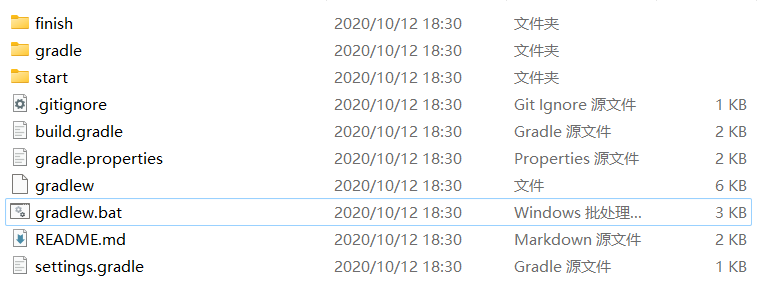 finish 2020/10/12 18:30 文件夹
gradle 2020/10/12 18:30 文件夹
start 2020/10/12 18:30 文件夹
.gitignore 2020/10/12 18:30 Git Ignore 源文件 1 KB
build.gradle 2020/10/12 18:30 Gradle 源文件 2 KB
gradle.properties 2020/10/12 18:30 Properties 源文件 2 KB
gradlew 2020/10/12 18:30 文件 6 KB
gradlew.bat 2020/10/12 18:30 Windows 批处理... 3 KB
README.md 2020/10/12 18:30 Markdown 源文件 2 KB
settings.gradle 2020/10/12 18:30 Gradle 源文件 1 KB